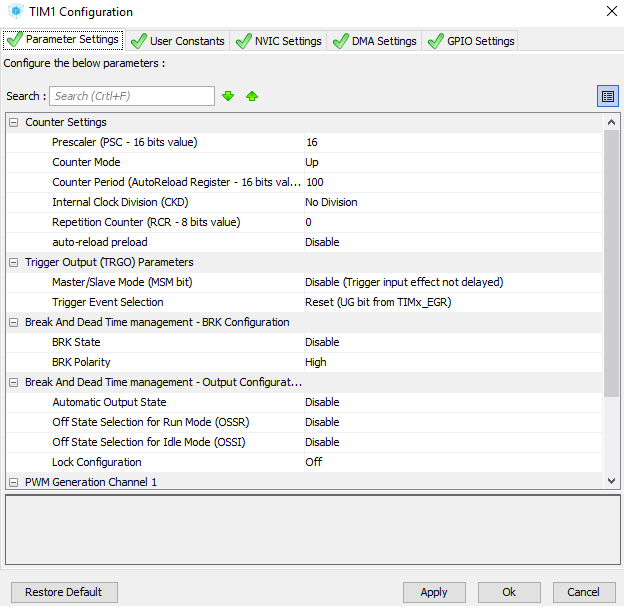 TIM1 Configuration
Parameter Settings User Constants NVIC Settings DMA Settings GPIO Settings
Configure the below parameters :
Search : Search (Crtl+F)
Counter Settings
Prescaler (PSC - 16 bits value) 16
Counter Mode Up
Counter Period (AutoReload Register - 16 bits val... 100
Internal Clock Division (CKD) No Division
Repetition Counter (RCR - 8 bits value) 0
auto-reload preload Disable
Trigger Output (TRGO) Parameters
Master/Slave Mode (MSM bit) Disable (Trigger input effect not delayed)
Trigger Event Selection Reset (UG bit from TIMx_EGR)
Break And Dead Time management - BRK Configuration
BRK State Disable
BRK Polarity High
Break And Dead Time management - Output Configurat...
Automatic Output State Disable
Off State Selection for Run Mode (OSSR) Disable
Off State Selection for Idle Mode (OSSI) Disable
Lock Configuration Off
PWM Generation Channel 1
Restore Default Apply Ok Cancel